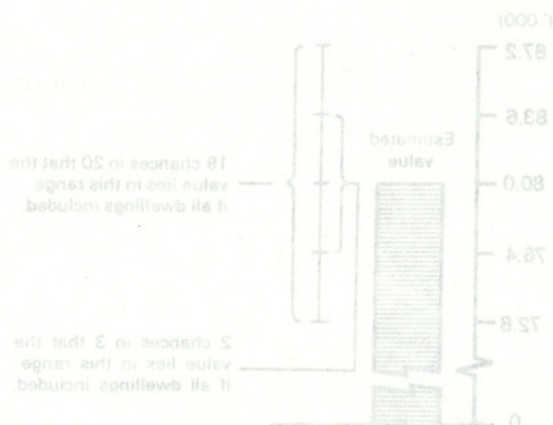 ('000)
87.2
83.6
80.0
76.4
72.8
0
Estimated
value
19 chances in 20 that the
value lies in this range
if all dwellings included.
2 chances in 3 that the
value lies in this range
if all dwellings included.